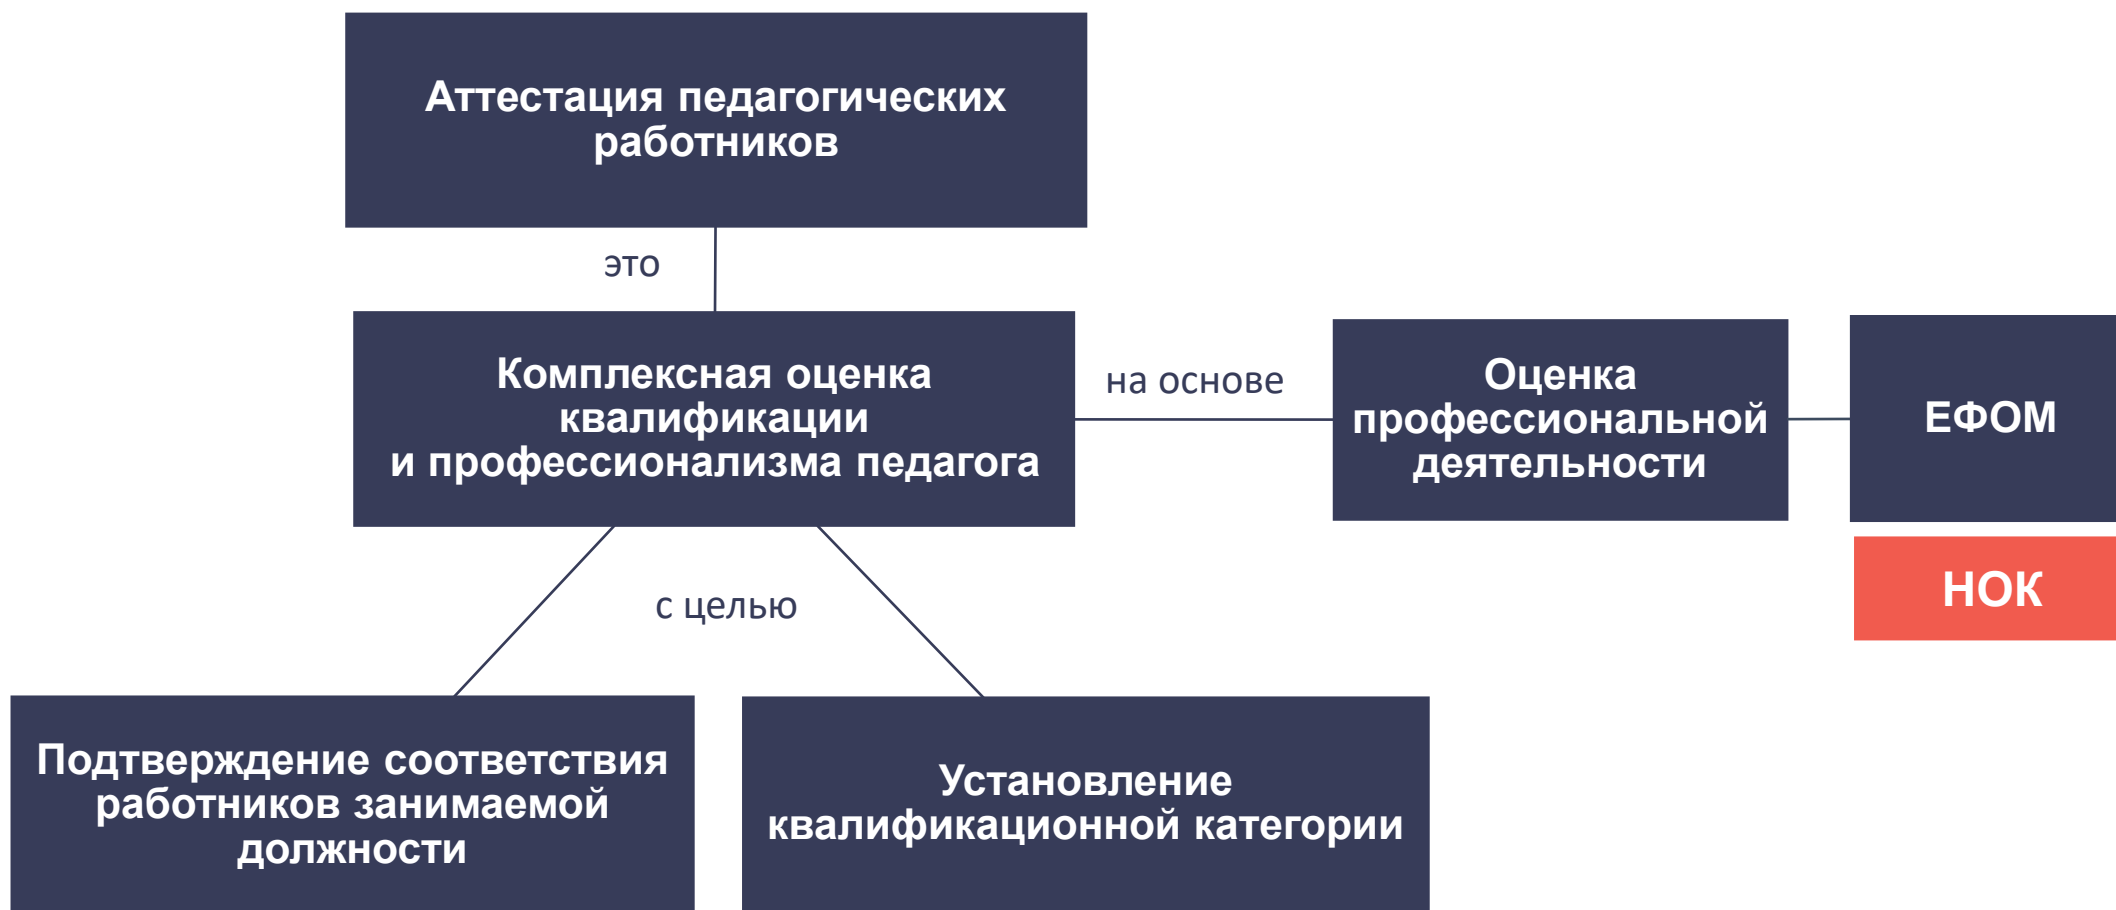 Аттестация педагогических
работников
это
Комплексная оценка
квалификации
и профессионализма педагога
на основе
Оценка
профессиональной
деятельности
ЕФОМ
НОК
с целью
Подтверждение соответствия
работников занимаемой
должности
Установление
квалификационной категории